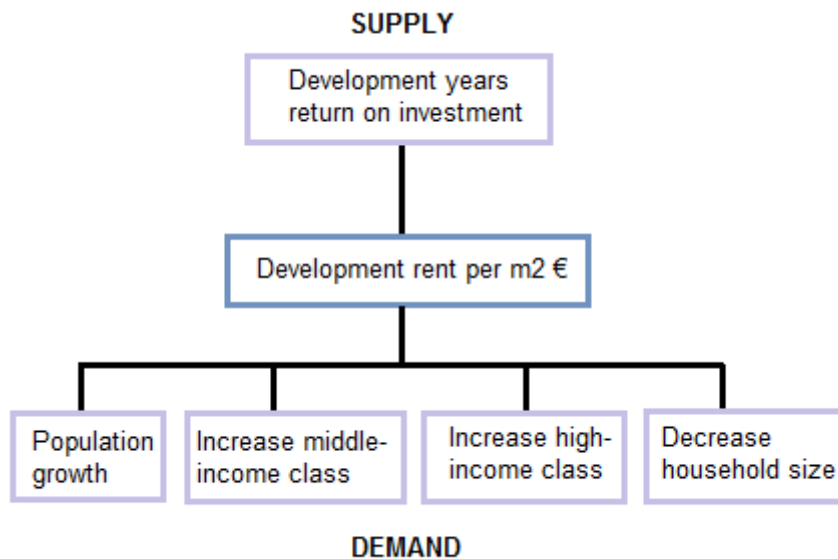 SUPPLY
Development years
return on investment
Development rent per m2 €
Population
growth
Increase middle-
income class
Increase high-
income class
Decrease
household size
DEMAND